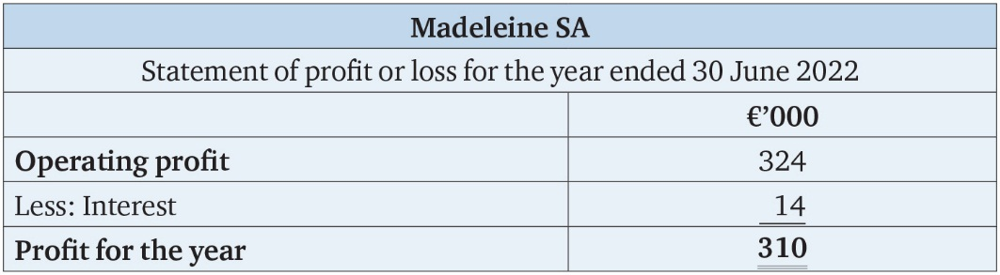 Madeleine SA
Statement of profit or loss for the year ended 30 June 2022
€’000
Operating profit 324
Less: Interest 14
Profit for the year 310